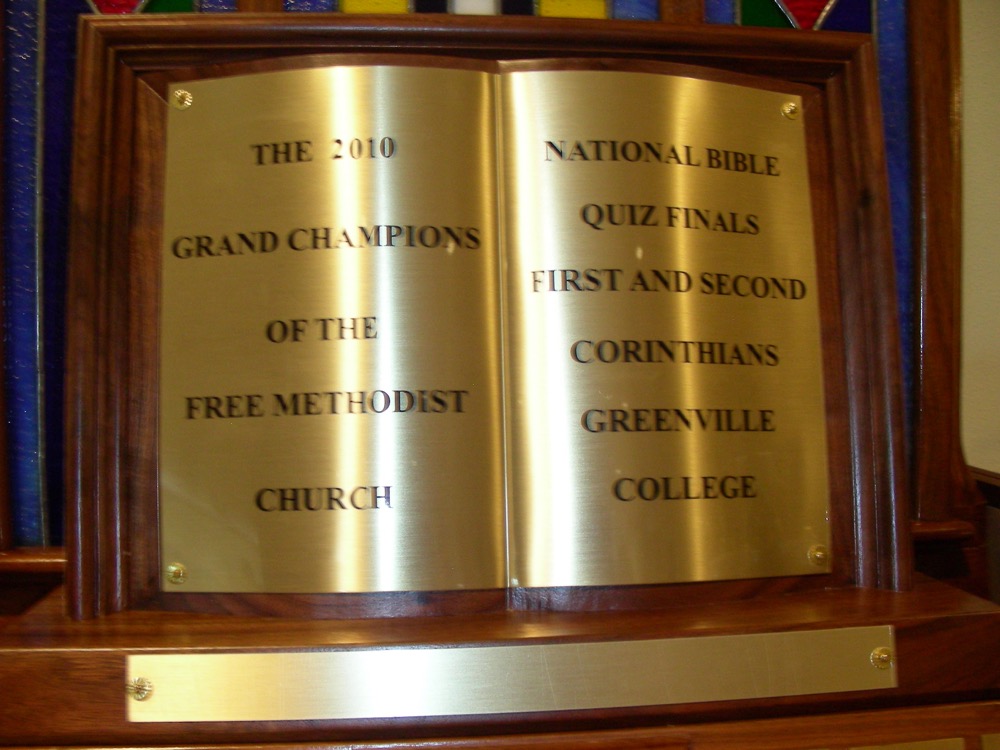 THE 2010
GRAND CHAMPIONS
OF THE
FREE METHODIST
CHURCH
NATIONAL BIBLE
QUIZ FINALS
FIRST AND SECOND
CORINTHIANS
GREENVILLE
COLLEGE